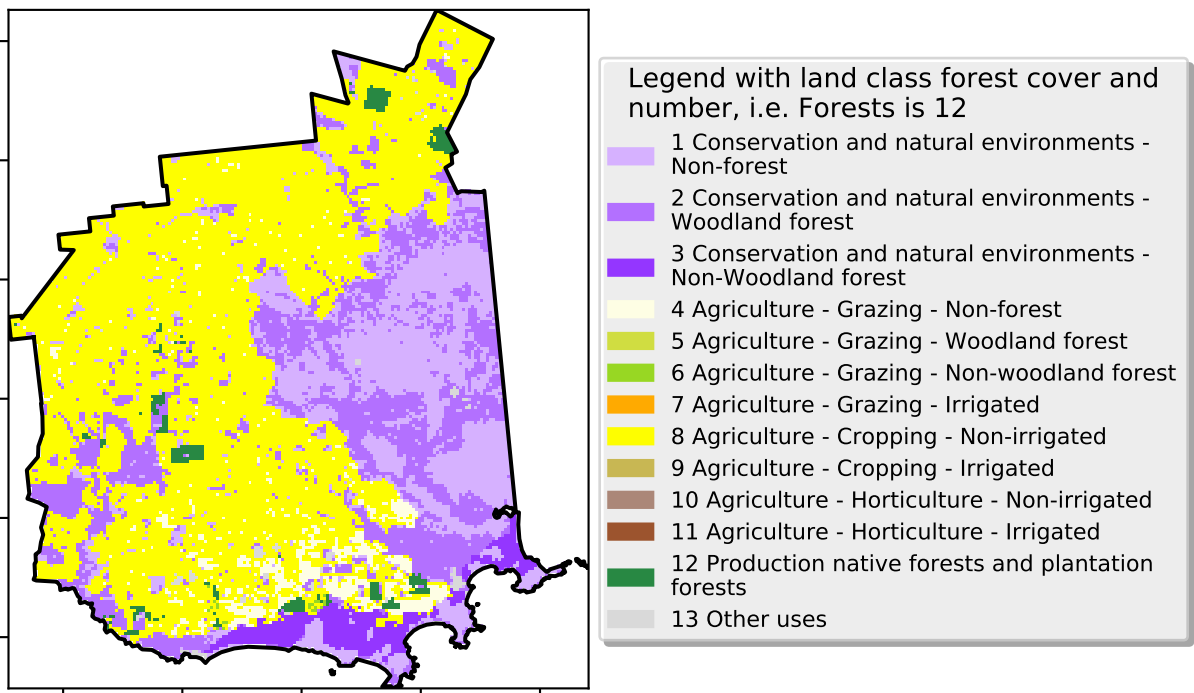 Legend with land class forest cover and
number, i.e. Forests is 12
1 Conservation and natural environments -
Non-forest
2 Conservation and natural environments -
Woodland forest
3 Conservation and natural environments -
Non-Woodland forest
4 Agriculture - Grazing - Non-forest
5 Agriculture - Grazing - Woodland forest
6 Agriculture - Grazing - Non-woodland forest
7 Agriculture - Grazing - Irrigated
8 Agriculture - Cropping - Non-irrigated
9 Agriculture - Cropping - Irrigated
10 Agriculture - Horticulture - Non-irrigated
11 Agriculture - Horticulture - Irrigated
12 Production native forests and plantation
forests
13 Other uses